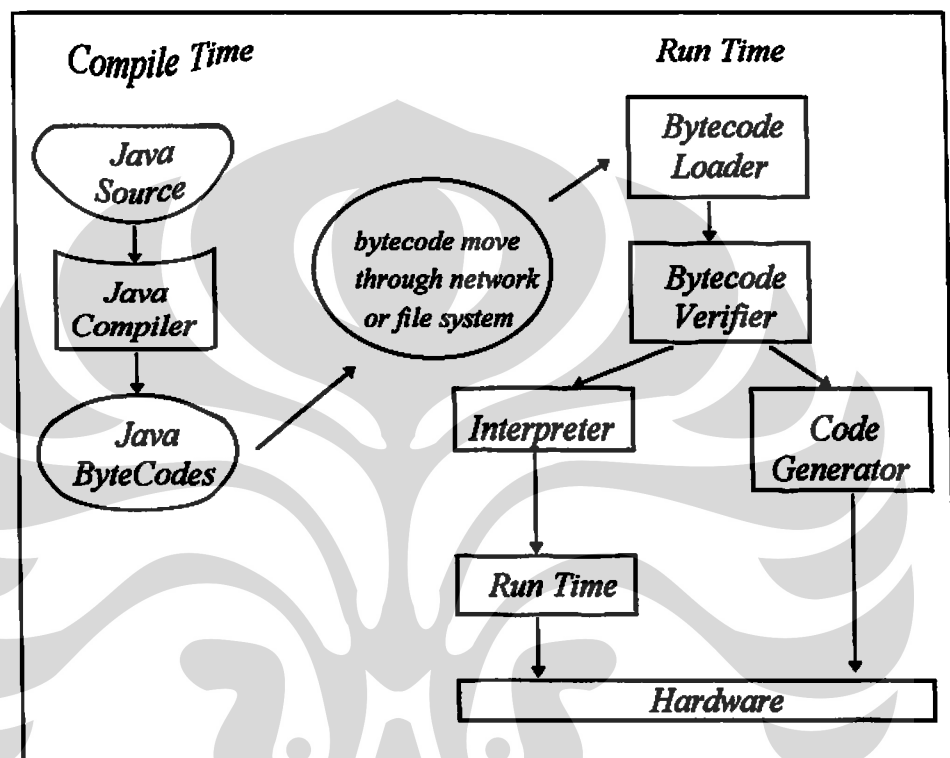 Compile Time
Java
Source
Java
Compiler
Java
ByteCodes
bytecode move
through network
or file system
Run Time
Bytecode
Loader
Bytecode
Verifier
Interpreter
Code
Generator
Run Time
Hardware